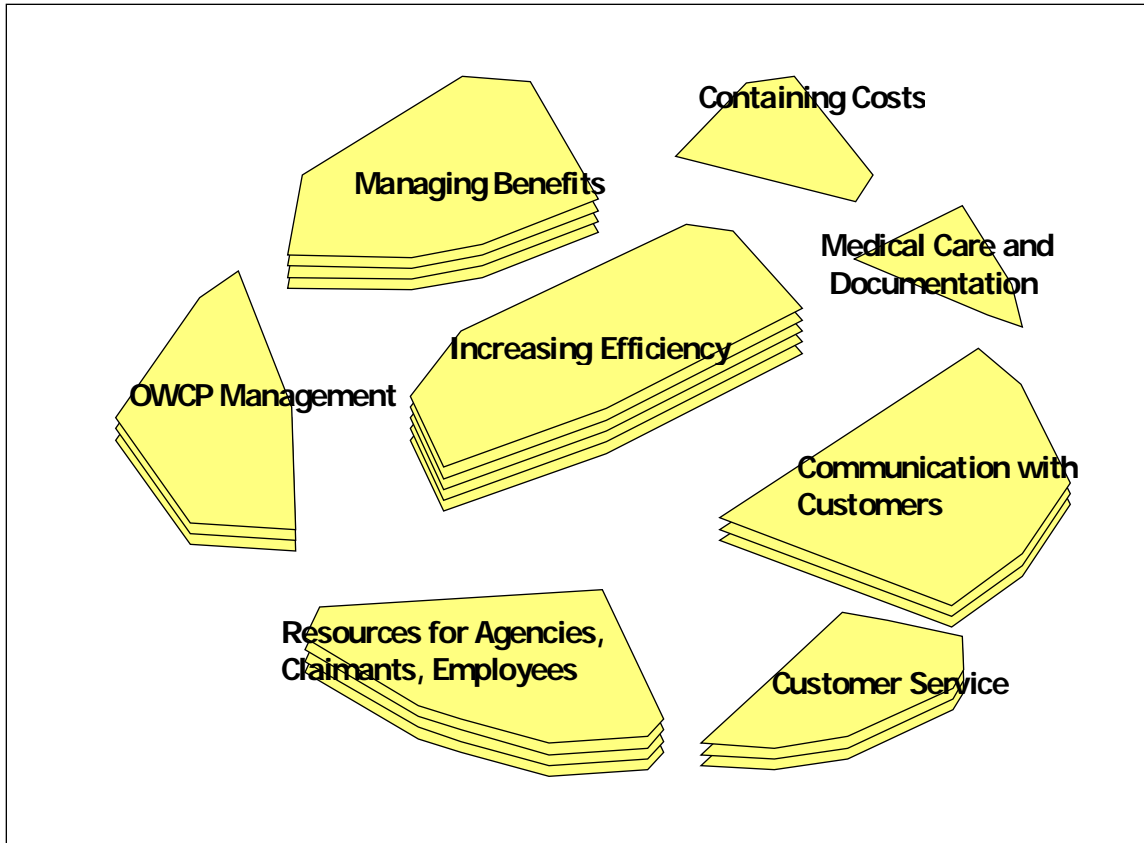 Containing Costs
Managing Benefits
Medical Care and
Documentation
Increasing Efficiency
OWCP Management
Communication with
Customers
Resources for Agencies,
Claimants, Employees
Customer Service